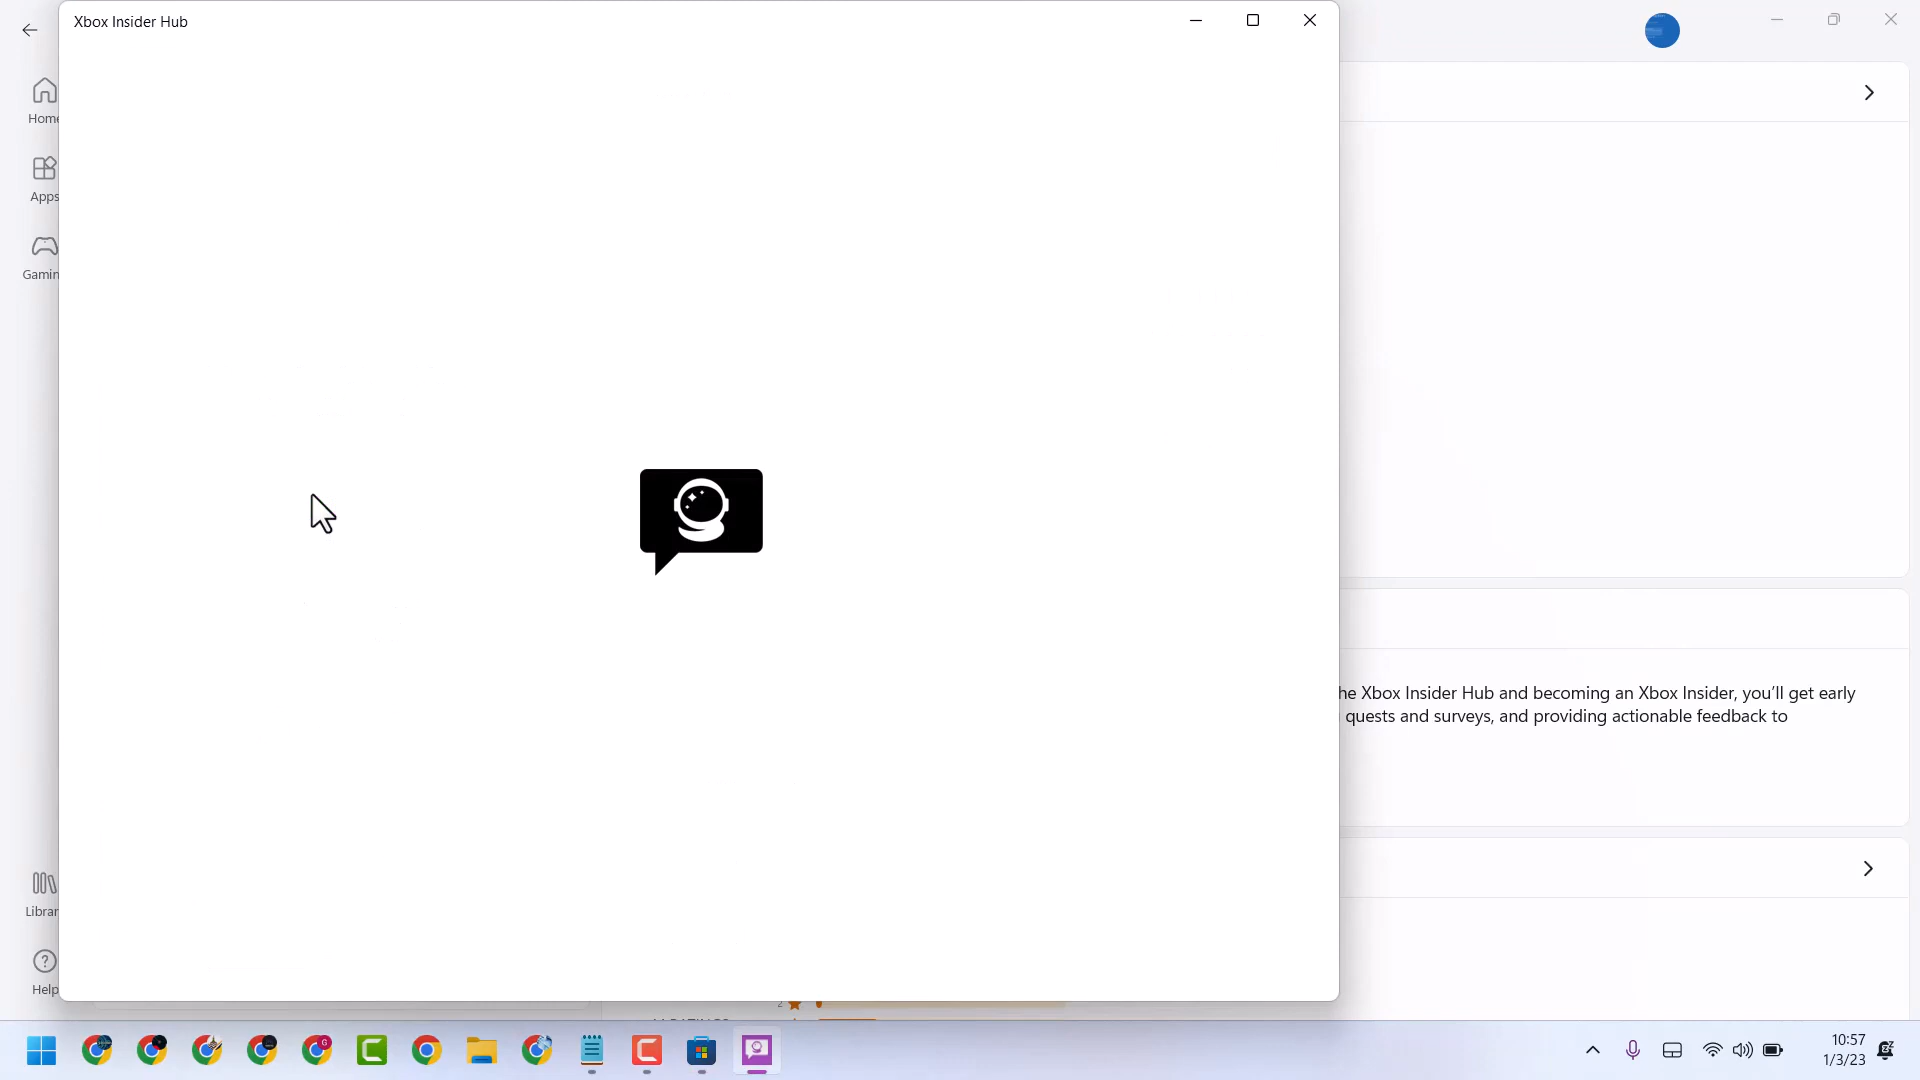 Xbox Insider Hub
Home
Apps
Gamin
he Xbox Insider Hub and becoming an Xbox Insider, you'll get early
quests and surveys, and providing actionable feedback to
Librar
Help
2
10:57
1/3/23